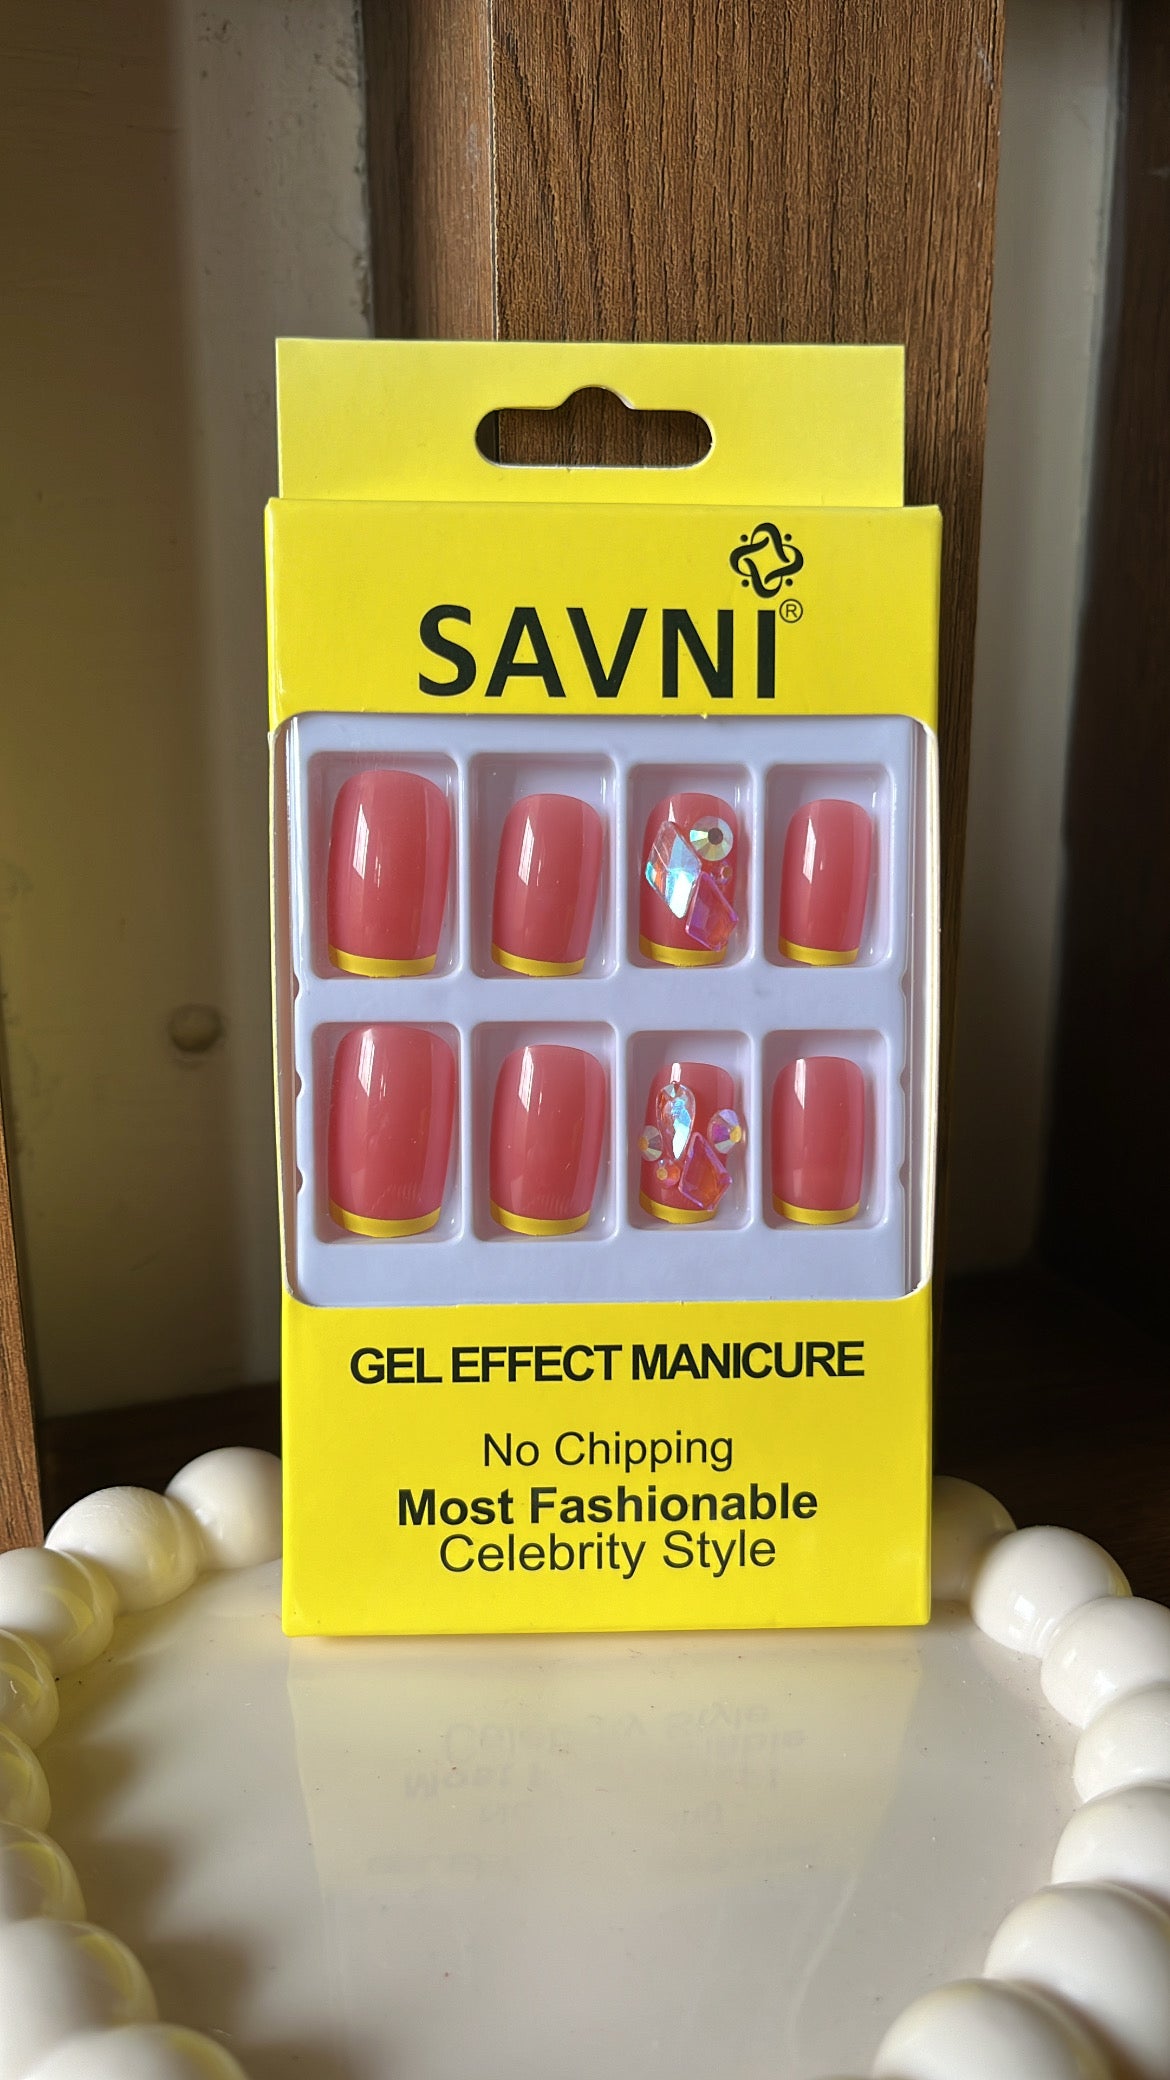 SAVNI®
GEL EFFECT MANICURE
No Chipping
Most Fashionable
Celebrity Style